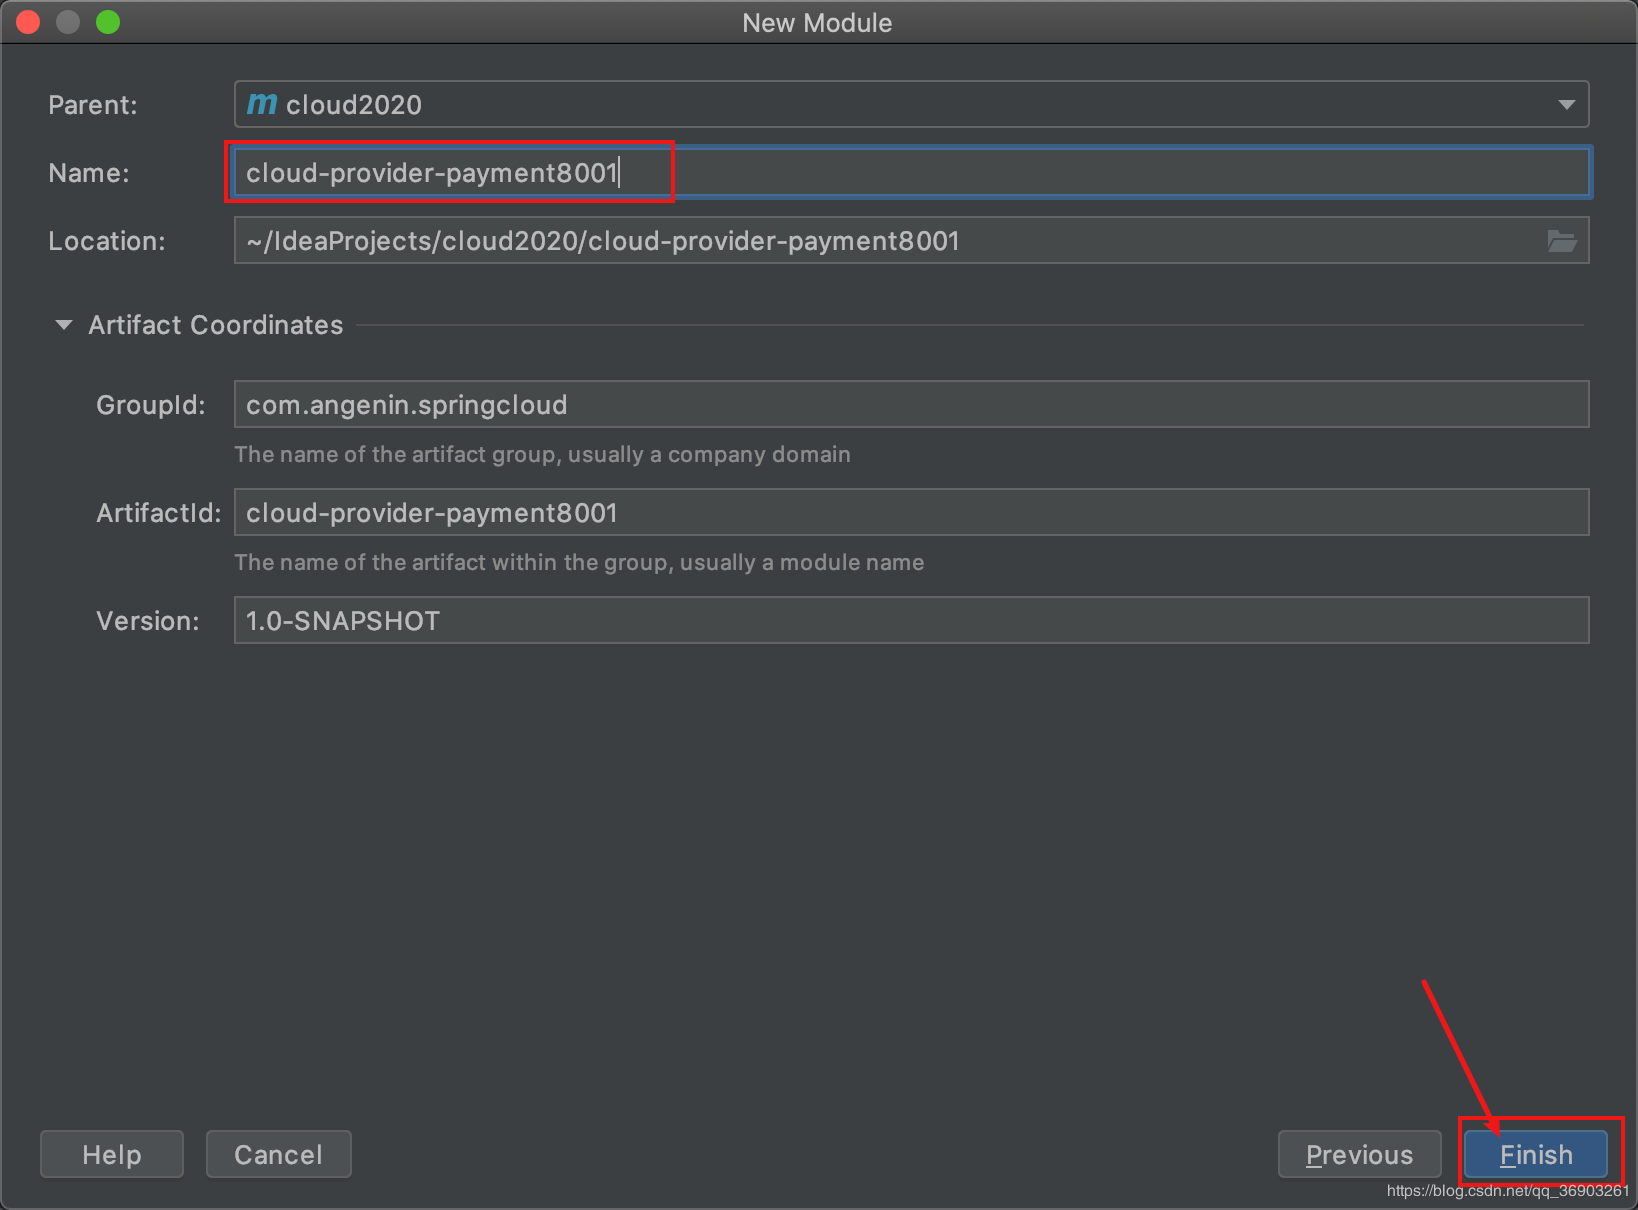 New Module
Parent: m cloud2020
Name: cloud-provider-payment8001
Location: ~/IdeaProjects/cloud2020/cloud-provider-payment8001
Artifact Coordinates
GroupId: com.angenin.springcloud
The name of the artifact group, usually a company domain
ArtifactId: cloud-provider-payment8001
The name of the artifact within the group, usually a module name
Version: 1.0-SNAPSHOT
Help Cancel Previous Finish
https://blog.csdn.net/qq_36903261